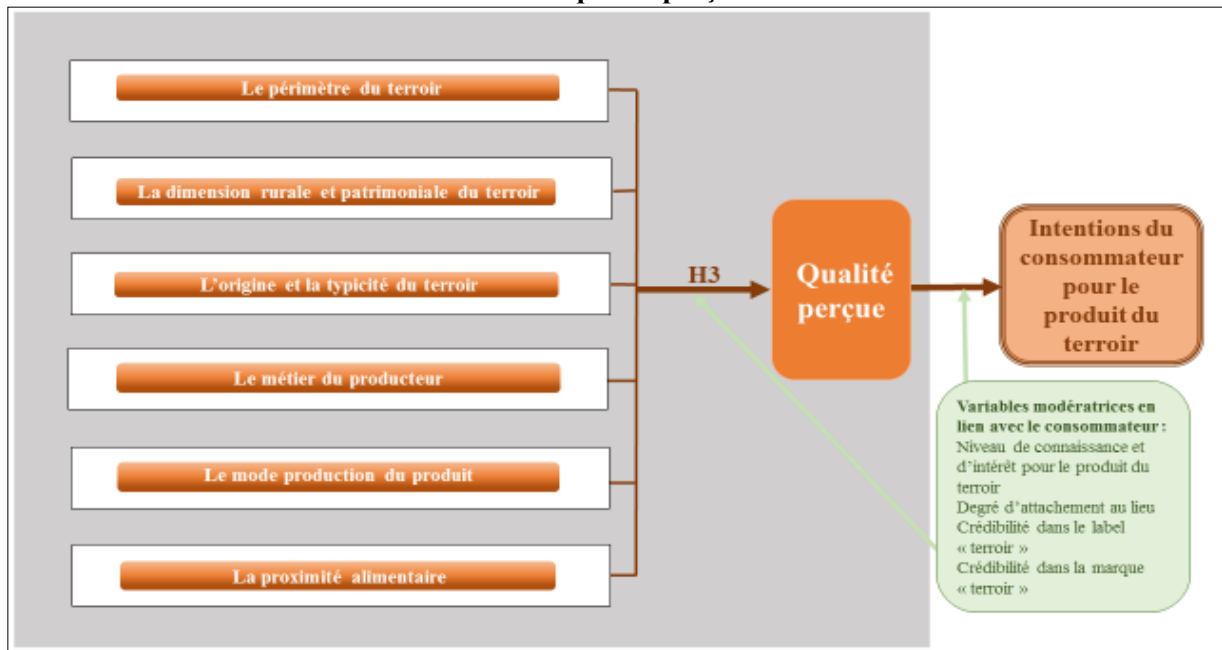 Le périmètre du terroir
La dimension rurale et patrimoniale du terroir
L'origine et la typicité du terroir
Le métier du producteur
Le mode production du produit
La proximité alimentaire
H3
Qualité
perçue
Intentions du
consommateur
pour le
produit du
terroir
Variables modératrices en
lien avec le consommateur :
Niveau de connaissance et
d'intérêt pour le produit du
terroir
Degré d'attachement au lieu
Crédibilité dans le label
« terroir »
Crédibilité dans la marque
« terroir »